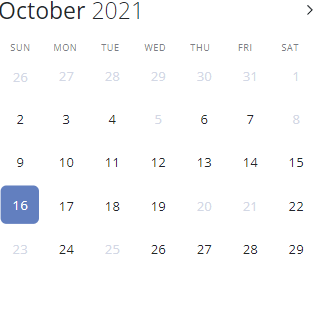 October 2021
SUN MON TUE WED THU FRI SAT
26 27 28 29 30 31 1
2 3 4 5 6 7 8
9 10 11 12 13 14 15
16 17 18 19 20 21 22
23 24 25 26 27 28 29